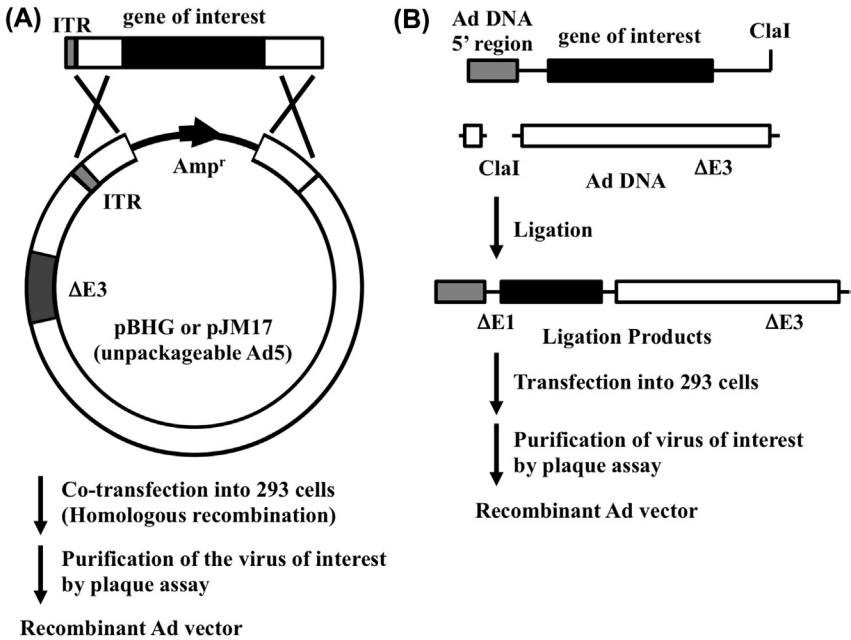 (A)
ITR
gene of interest
Ampʳ
ITR
ΔE3
pBHG or pJM17
(unpackageable Ad5)
Co-transfection into 293 cells
(Homologous recombination)
Purification of the virus of interest
by plaque assay
Recombinant Ad vector
(B)
Ad DNA
5’ region
gene of interest
ClaI
ClaI
Ad DNA
ΔE3
Ligation
ΔE1
Ligation Products
ΔE3
Transfection into 293 cells
Purification of virus of interest
by plaque assay
Recombinant Ad vector